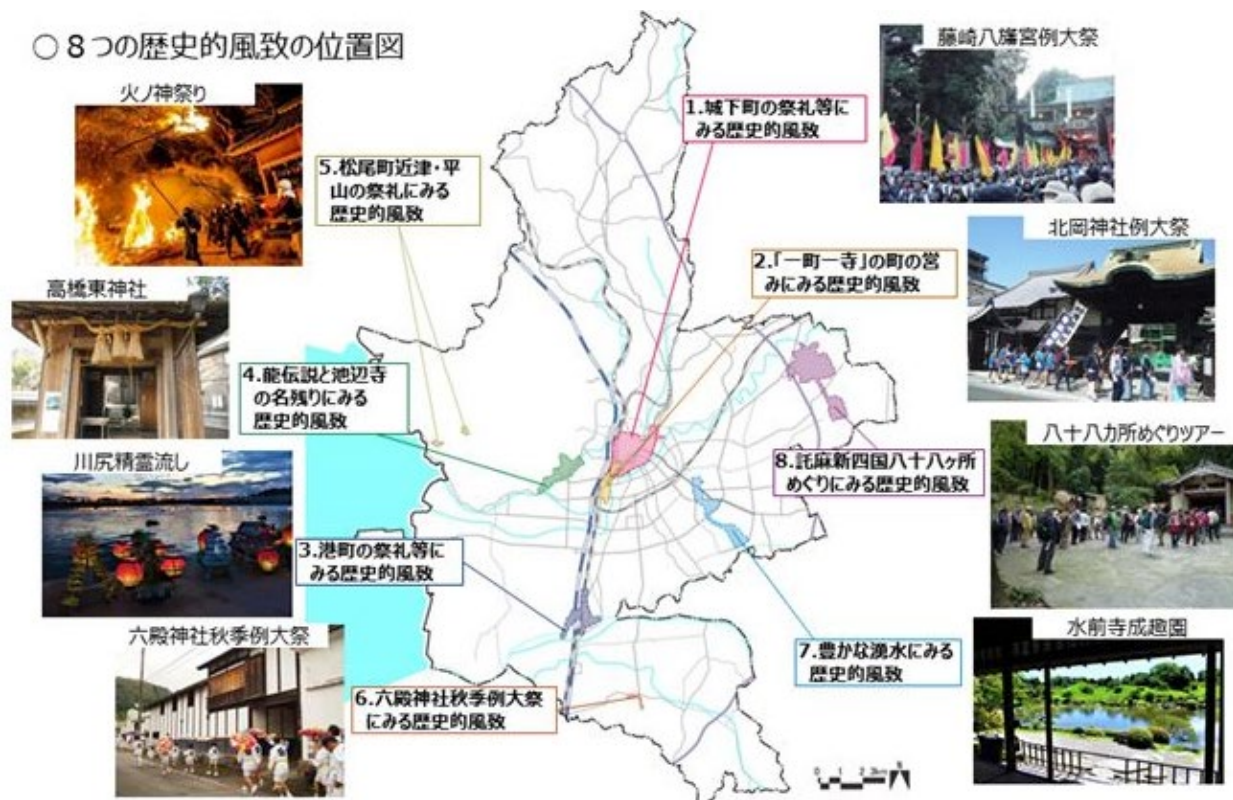 ○８つの歴史的風致の位置図
火ノ神祭り
藤崎八旛宮例大祭
1.城下町の祭礼等に
みる歴史的風致
5.松尾町近津・平
山の祭礼にみる
歴史的風致
北岡神社例大祭
2.「一町一寺」の町の営
みにみる歴史的風致
高橋東神社
4.龍伝説と池辺寺
の名残りにみる
歴史的風致
八十八カ所めぐりツアー
8.託麻新四国八十八ヶ所
めぐりにみる歴史的風致
川尻精霊流し
3.港町の祭礼等に
みる歴史的風致
六殿神社秋季例大祭
水前寺成趣園
7.豊かな湧水にみる
歴史的風致
6.六殿神社秋季例大祭
にみる歴史的風致
0 1 2 3km N